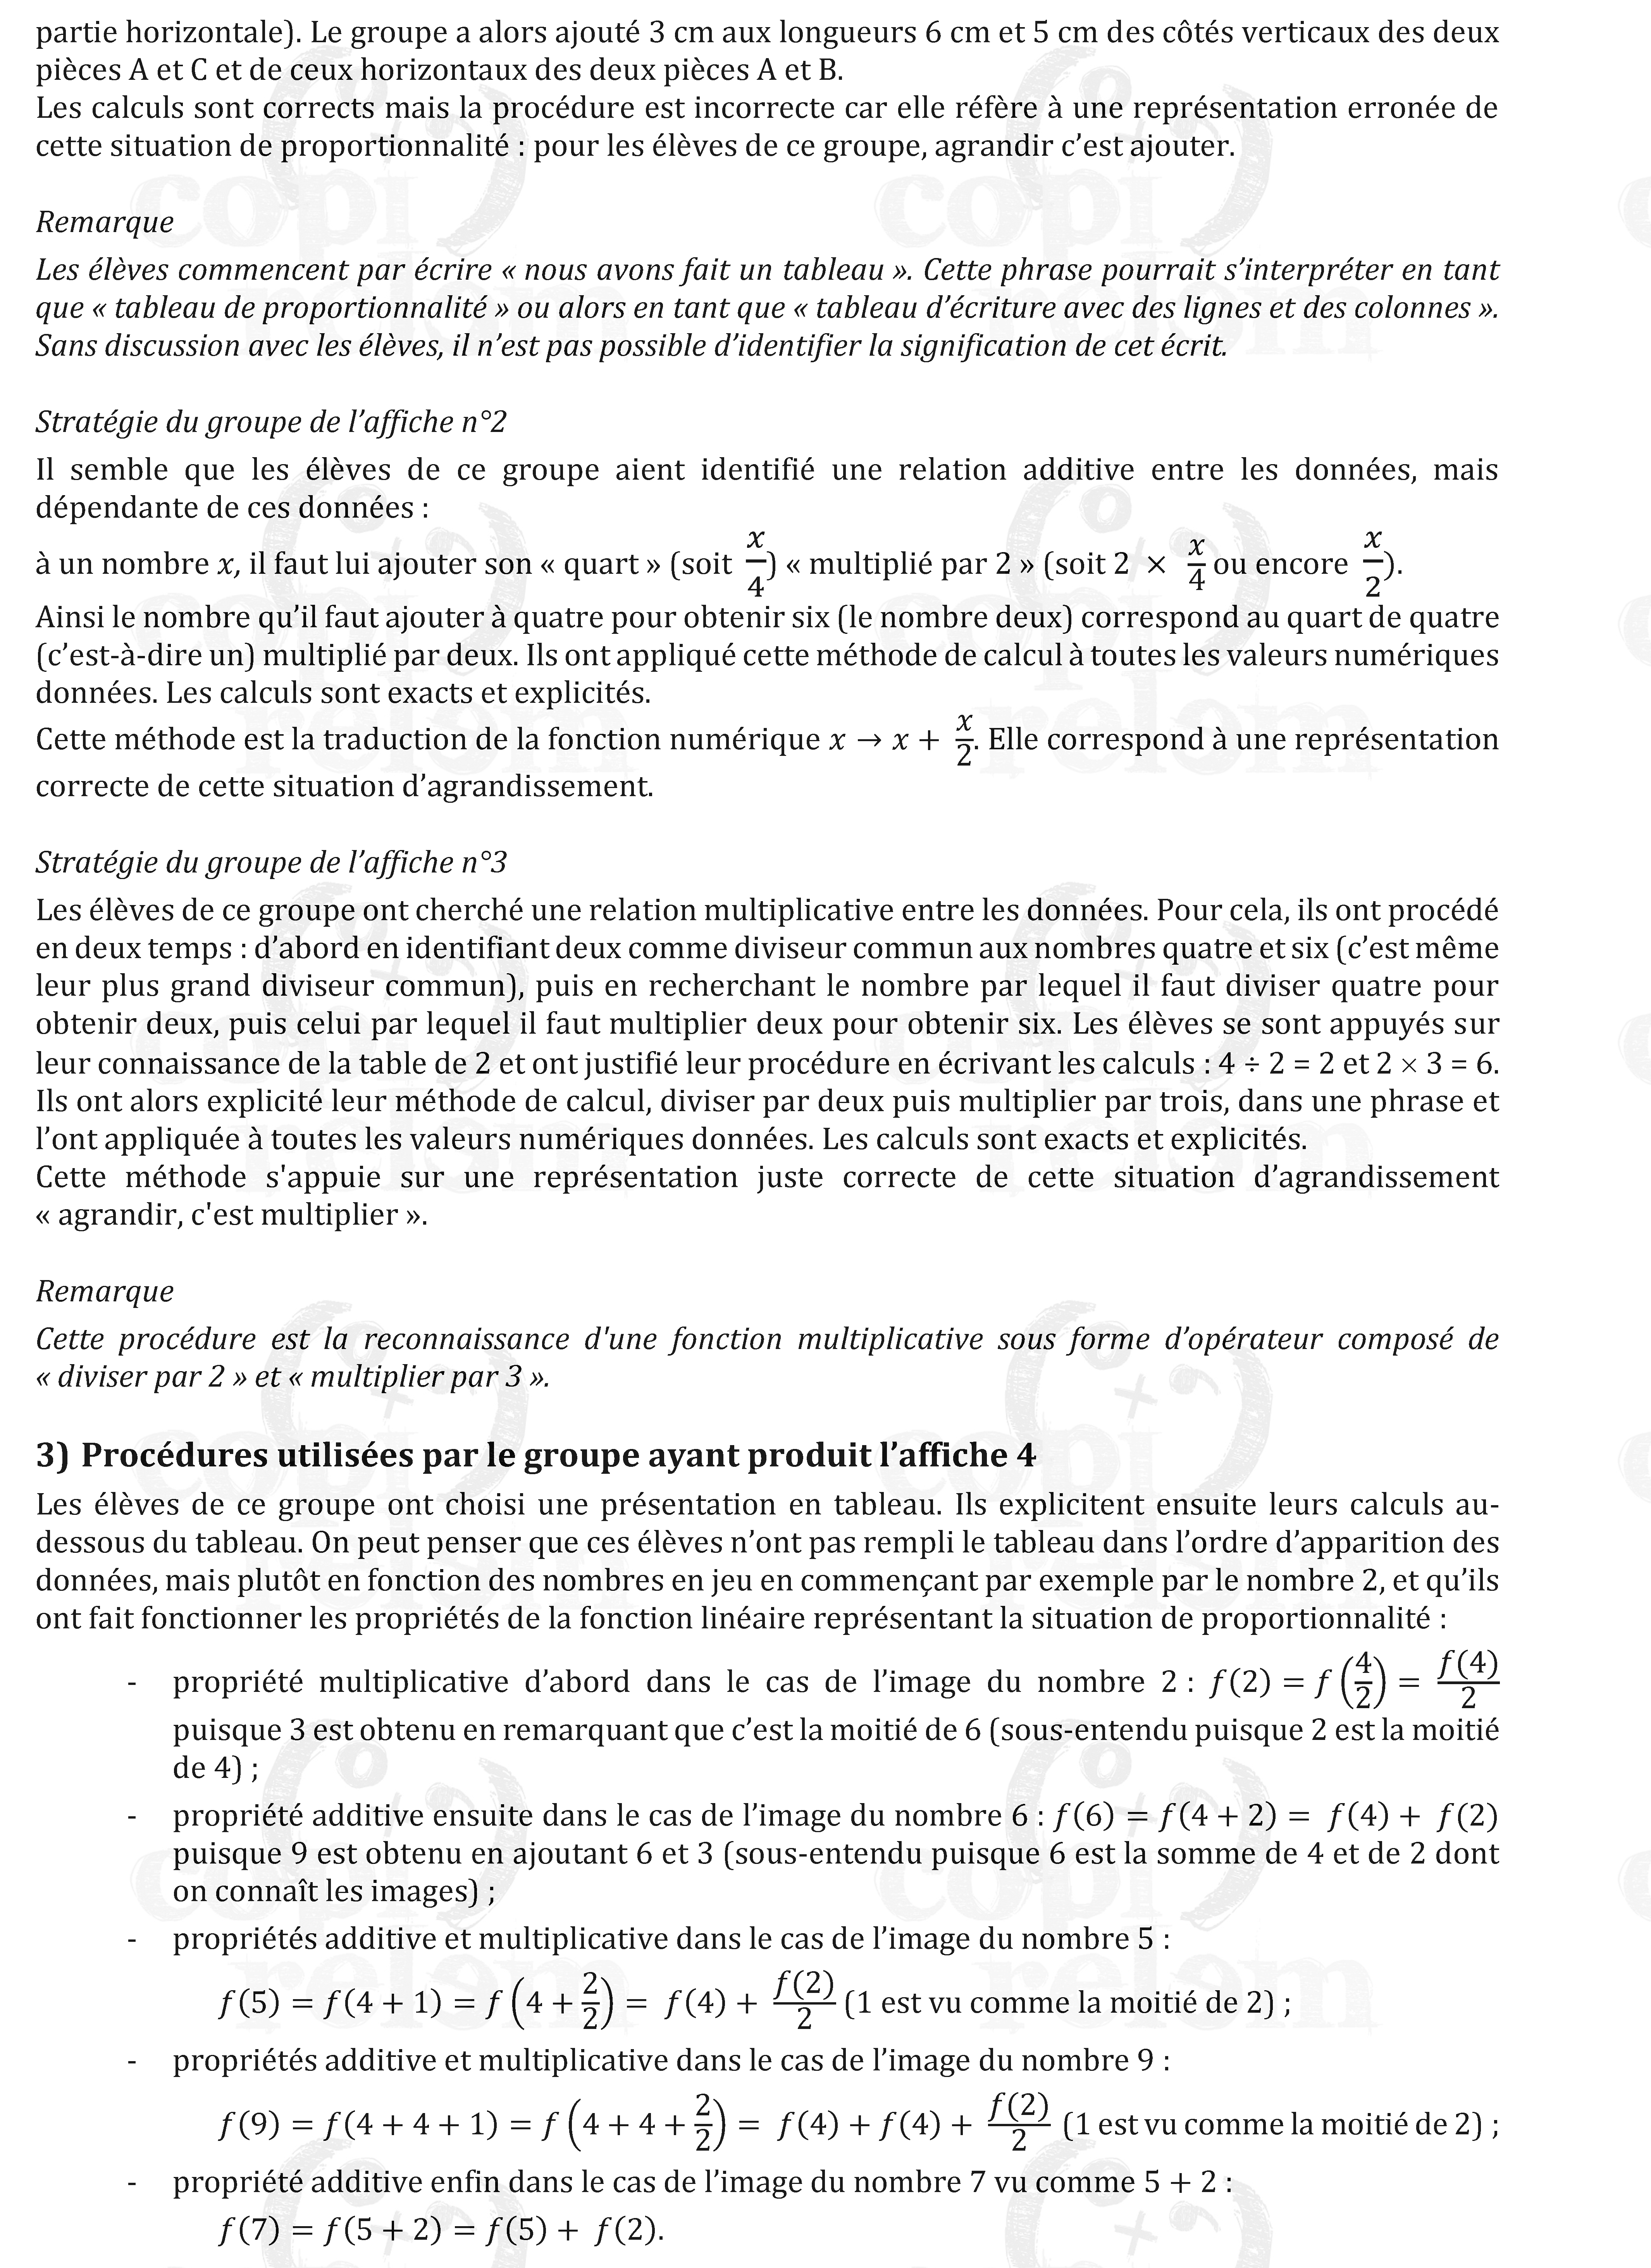 partie horizontale). Le groupe a alors ajouté 3 cm aux longueurs 6 cm et 5 cm des côtés verticaux des deux
pièces A et C et de ceux horizontaux des deux pièces A et B.
Les calculs sont corrects mais la procédure est incorrecte car elle réfère à une représentation erronée de
cette situation de proportionnalité : pour les élèves de ce groupe, agrandir c’est ajouter.
Remarque
Les élèves commencent par écrire « nous avons fait un tableau ». Cette phrase pourrait s’interpréter en tant
que « tableau de proportionnalité » ou alors en tant que « tableau d’écriture avec des lignes et des colonnes ».
Sans discussion avec les élèves, il n’est pas possible d’identifier la signification de cet écrit.
Stratégie du groupe de l’affiche n°2
Il semble que les élèves de ce groupe aient identifié une relation additive entre les données, mais
dépendante de ces données :
à un nombre x, il faut lui ajouter son « quart » (soit x/4) « multiplié par 2 » (soit 2 × x/4 ou encore x/2).
Ainsi le nombre qu’il faut ajouter à quatre pour obtenir six (le nombre deux) correspond au quart de quatre
(c’est-à-dire un) multiplié par deux. Ils ont appliqué cette méthode de calcul à toutes les valeurs numériques
données. Les calculs sont exacts et explicités.
Cette méthode est la traduction de la fonction numérique x → x + x/2. Elle correspond à une représentation
correcte de cette situation d’agrandissement.
Stratégie du groupe de l’affiche n°3
Les élèves de ce groupe ont cherché une relation multiplicative entre les données. Pour cela, ils ont procédé
en deux temps : d’abord en identifiant deux comme diviseur commun aux nombres quatre et six (c’est même
leur plus grand diviseur commun), puis en recherchant le nombre par lequel il faut diviser quatre pour
obtenir deux, puis celui par lequel il faut multiplier deux pour obtenir six. Les élèves se sont appuyés sur
leur connaissance de la table de 2 et ont justifié leur procédure en écrivant les calculs : 4 ÷ 2 = 2 et 2 × 3 = 6.
Ils ont alors explicité leur méthode de calcul, diviser par deux puis multiplier par trois, dans une phrase et
l’ont appliquée à toutes les valeurs numériques données. Les calculs sont exacts et explicités.
Cette méthode s'appuie sur une représentation juste correcte de cette situation d’agrandissement
« agrandir, c'est multiplier ».
Remarque
Cette procédure est la reconnaissance d'une fonction multiplicative sous forme d’opérateur composé de
« diviser par 2 » et « multiplier par 3 ».
3) Procédures utilisées par le groupe ayant produit l’affiche 4
Les élèves de ce groupe ont choisi une présentation en tableau. Ils explicitent ensuite leurs calculs au-
dessous du tableau. On peut penser que ces élèves n’ont pas rempli le tableau dans l’ordre d’apparition des
données, mais plutôt en fonction des nombres en jeu en commençant par exemple par le nombre 2, et qu’ils
ont fait fonctionner les propriétés de la fonction linéaire représentant la situation de proportionnalité :
- propriété multiplicative d’abord dans le cas de l’image du nombre 2 : f(2) = f(4/2) = f(4)/2
puisque 3 est obtenu en remarquant que c’est la moitié de 6 (sous-entendu puisque 2 est la moitié
de 4) ;
- propriété additive ensuite dans le cas de l’image du nombre 6 : f(6) = f(4 + 2) = f(4) + f(2)
puisque 9 est obtenu en ajoutant 6 et 3 (sous-entendu puisque 6 est la somme de 4 et de 2 dont
on connaît les images) ;
- propriétés additive et multiplicative dans le cas de l’image du nombre 5 :
f(5) = f(4 + 1) = f(4 + 2/2) = f(4) + f(2)/2 (1 est vu comme la moitié de 2) ;
- propriétés additive et multiplicative dans le cas de l’image du nombre 9 :
f(9) = f(4 + 4 + 1) = f(4 + 4 + 2/2) = f(4) + f(4) + f(2)/2 (1 est vu comme la moitié de 2) ;
- propriété additive enfin dans le cas de l’image du nombre 7 vu comme 5 + 2 :
f(7) = f(5 + 2) = f(5) + f(2).
copirelem